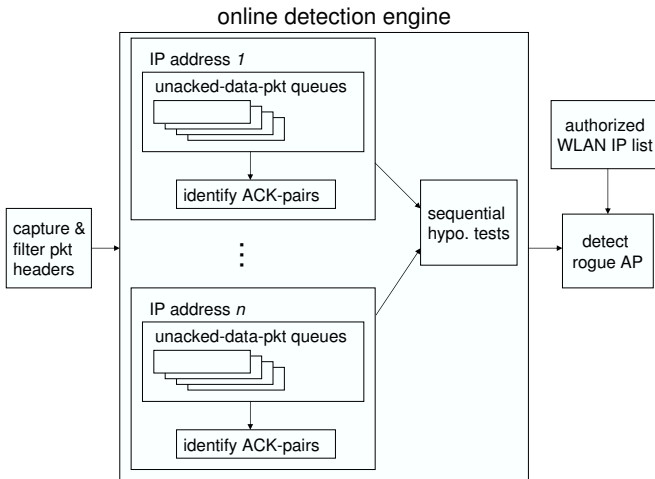 online detection engine
IP address 1
unacked-data-pkt queues
identify ACK-pairs
capture &
filter pkt
headers
sequential
hypo. tests
authorized
WLAN IP list
detect
rogue AP
IP address n
unacked-data-pkt queues
identify ACK-pairs